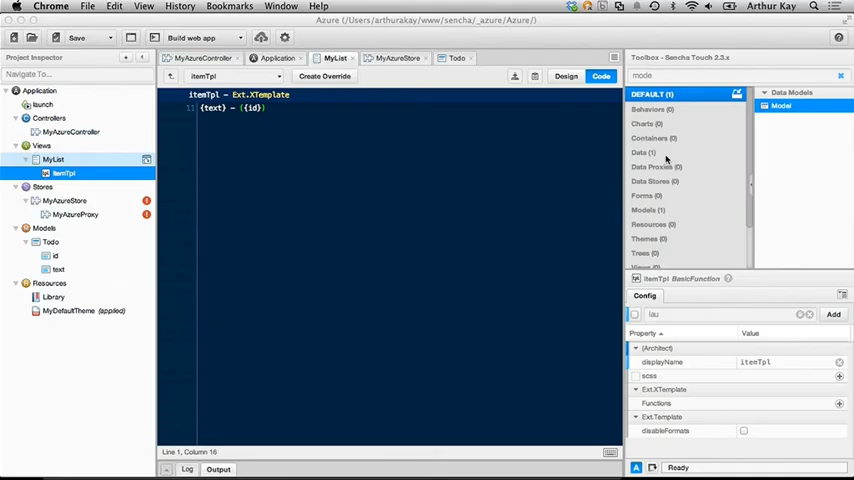 Chrome File Edit View History Bookmarks Window Help Arthur Kay
Azure (/Users/arthurakay/www/sencha/_azure/Azure/)
Save Build web app
Project Inspector
Navigate To...
Application
launch
Controllers
MyAzureController
Views
MyList
itemTpl
Stores
MyAzureStore
MyAzureProxy
Models
Todo
id
text
Resources
Library
MyDefaultTheme (applied)
MyAzureController Application MyList MyAzureStore Todo
itemTpl Create Override Design Code
itemTpl - Ext.XTemplate
11 {text} - ({id})
Line 1, Column 16
Log Output
Toolbox - Sencha Touch 2.3.x
mode
DEFAULT (1)
Behaviors (0)
Charts (0)
Containers (0)
Data (1)
Data Proxies (0)
Data Stores (0)
Forms (0)
Models (1)
Resources (0)
Themes (0)
Trees (0)
Views (0)
Data Models
Model
itemTpl BasicFunction
Config
lau Add
Property Value
(Architect)
displayName itemTpl
scss
Ext.XTemplate
Functions
Ext.Template
disableFormats
A Ready